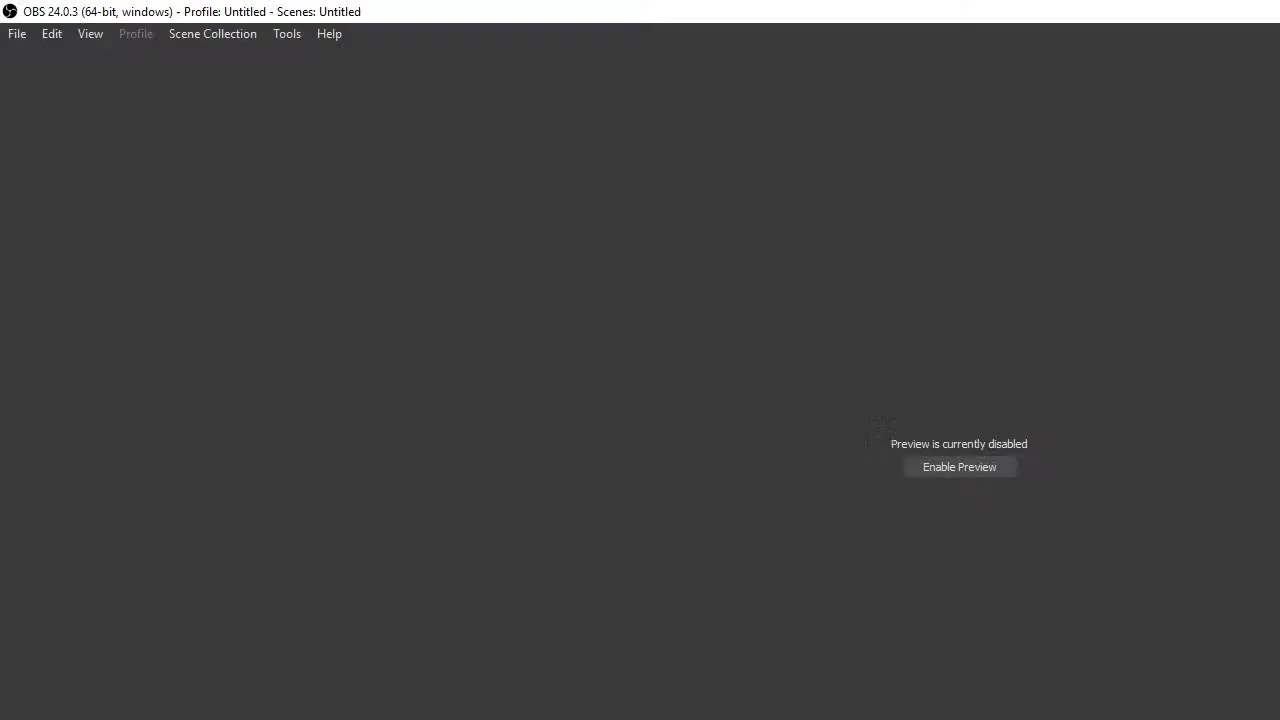 OBS 24.0.3 (64-bit, windows) - Profile: Untitled - Scenes: Untitled
File Edit View Profile Scene Collection Tools Help
Preview is currently disabled
Enable Preview